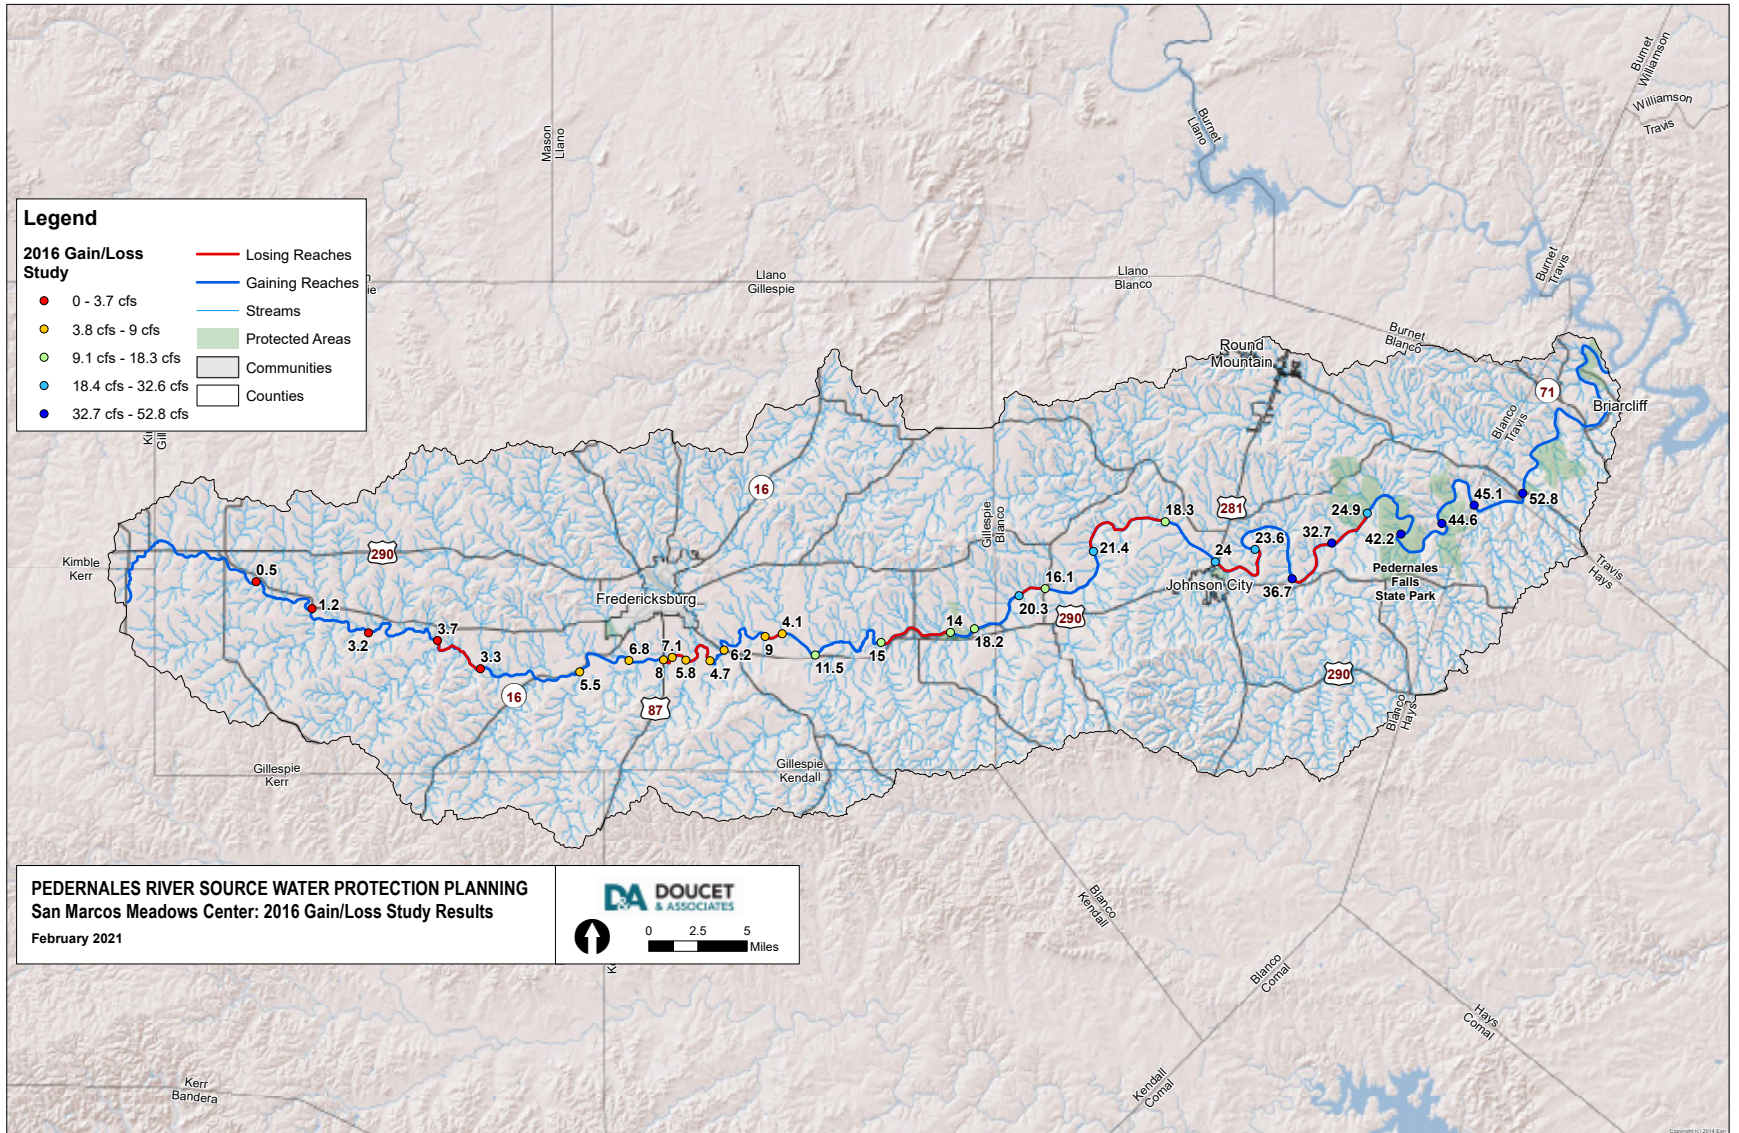 Burnet
Williamson
Williamson
Travis
Mason
Llano
Burnet
Llano
Legend
2016 Gain/Loss
Study
0 - 3.7 cfs
3.8 cfs - 9 cfs
9.1 cfs - 18.3 cfs
18.4 cfs - 32.6 cfs
32.7 cfs - 52.8 cfs
Losing Reaches
Gaining Reaches
Streams
Protected Areas
Communities
Counties
Llano
Gillespie
Llano
Blanco
Burnet
Travis
Burnet
Blanco
Round
Mountain
71
Briarcliff
Blanco
Travis
16
Gillespie
Blanco
281
290
Kimble
Kerr
0.5
1.2
3.2
3.7
3.3
16
5.5
Fredericksburg
6.8
8
7.1
5.8
4.7
6.2
9
4.1
11.5
15
14
18.2
20.3
16.1
290
21.4
18.3
24
Johnson City
23.6
36.7
32.7
24.9
42.2
44.6
45.1
52.8
Pedernales
Falls
State Park
Travis
Hays
87
290
Blanco
Hays
Gillespie
Kerr
Gillespie
Kendall
PEDERNALES RIVER SOURCE WATER PROTECTION PLANNING
San Marcos Meadows Center: 2016 Gain/Loss Study Results
February 2021
D&A DOUCET
& ASSOCIATES
0 2.5 5
Miles
Blanco
Kendall
Blanco
Comal
Hays
Comal
Kendall
Comal
Kerr
Bandera